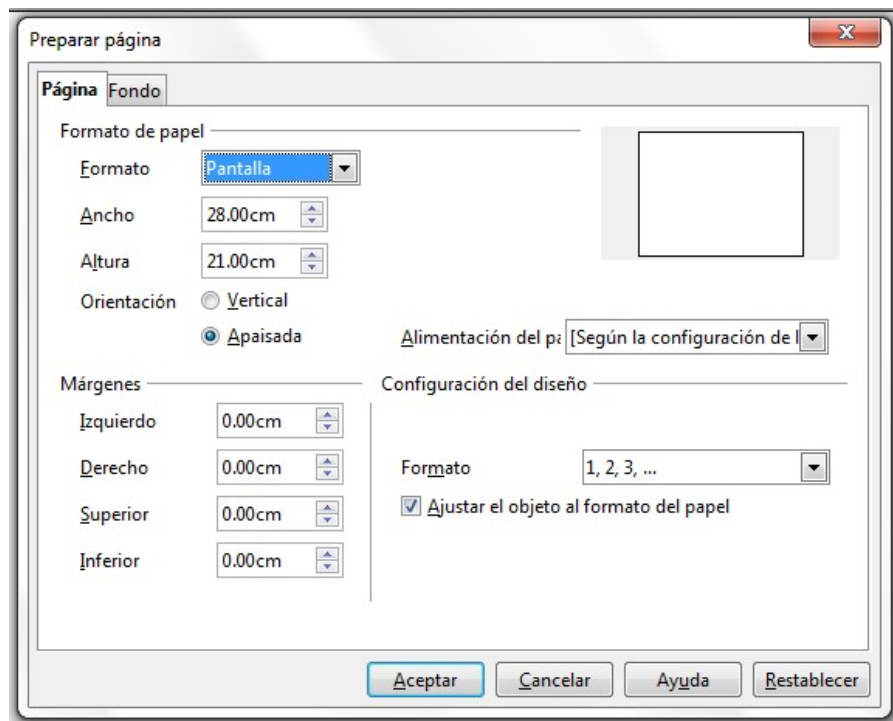 Preparar página
Página Fondo
Formato de papel
Formato Pantalla
Ancho 28.00cm
Altura 21.00cm
Orientación Vertical
Apaisada
Alimentación del pa [Según la configuración de l
Márgenes
Izquierdo 0.00cm
Derecho 0.00cm
Superior 0.00cm
Inferior 0.00cm
Configuración del diseño
Formato 1, 2, 3, ...
Ajustar el objeto al formato del papel
Aceptar Cancelar Ayuda Restablecer